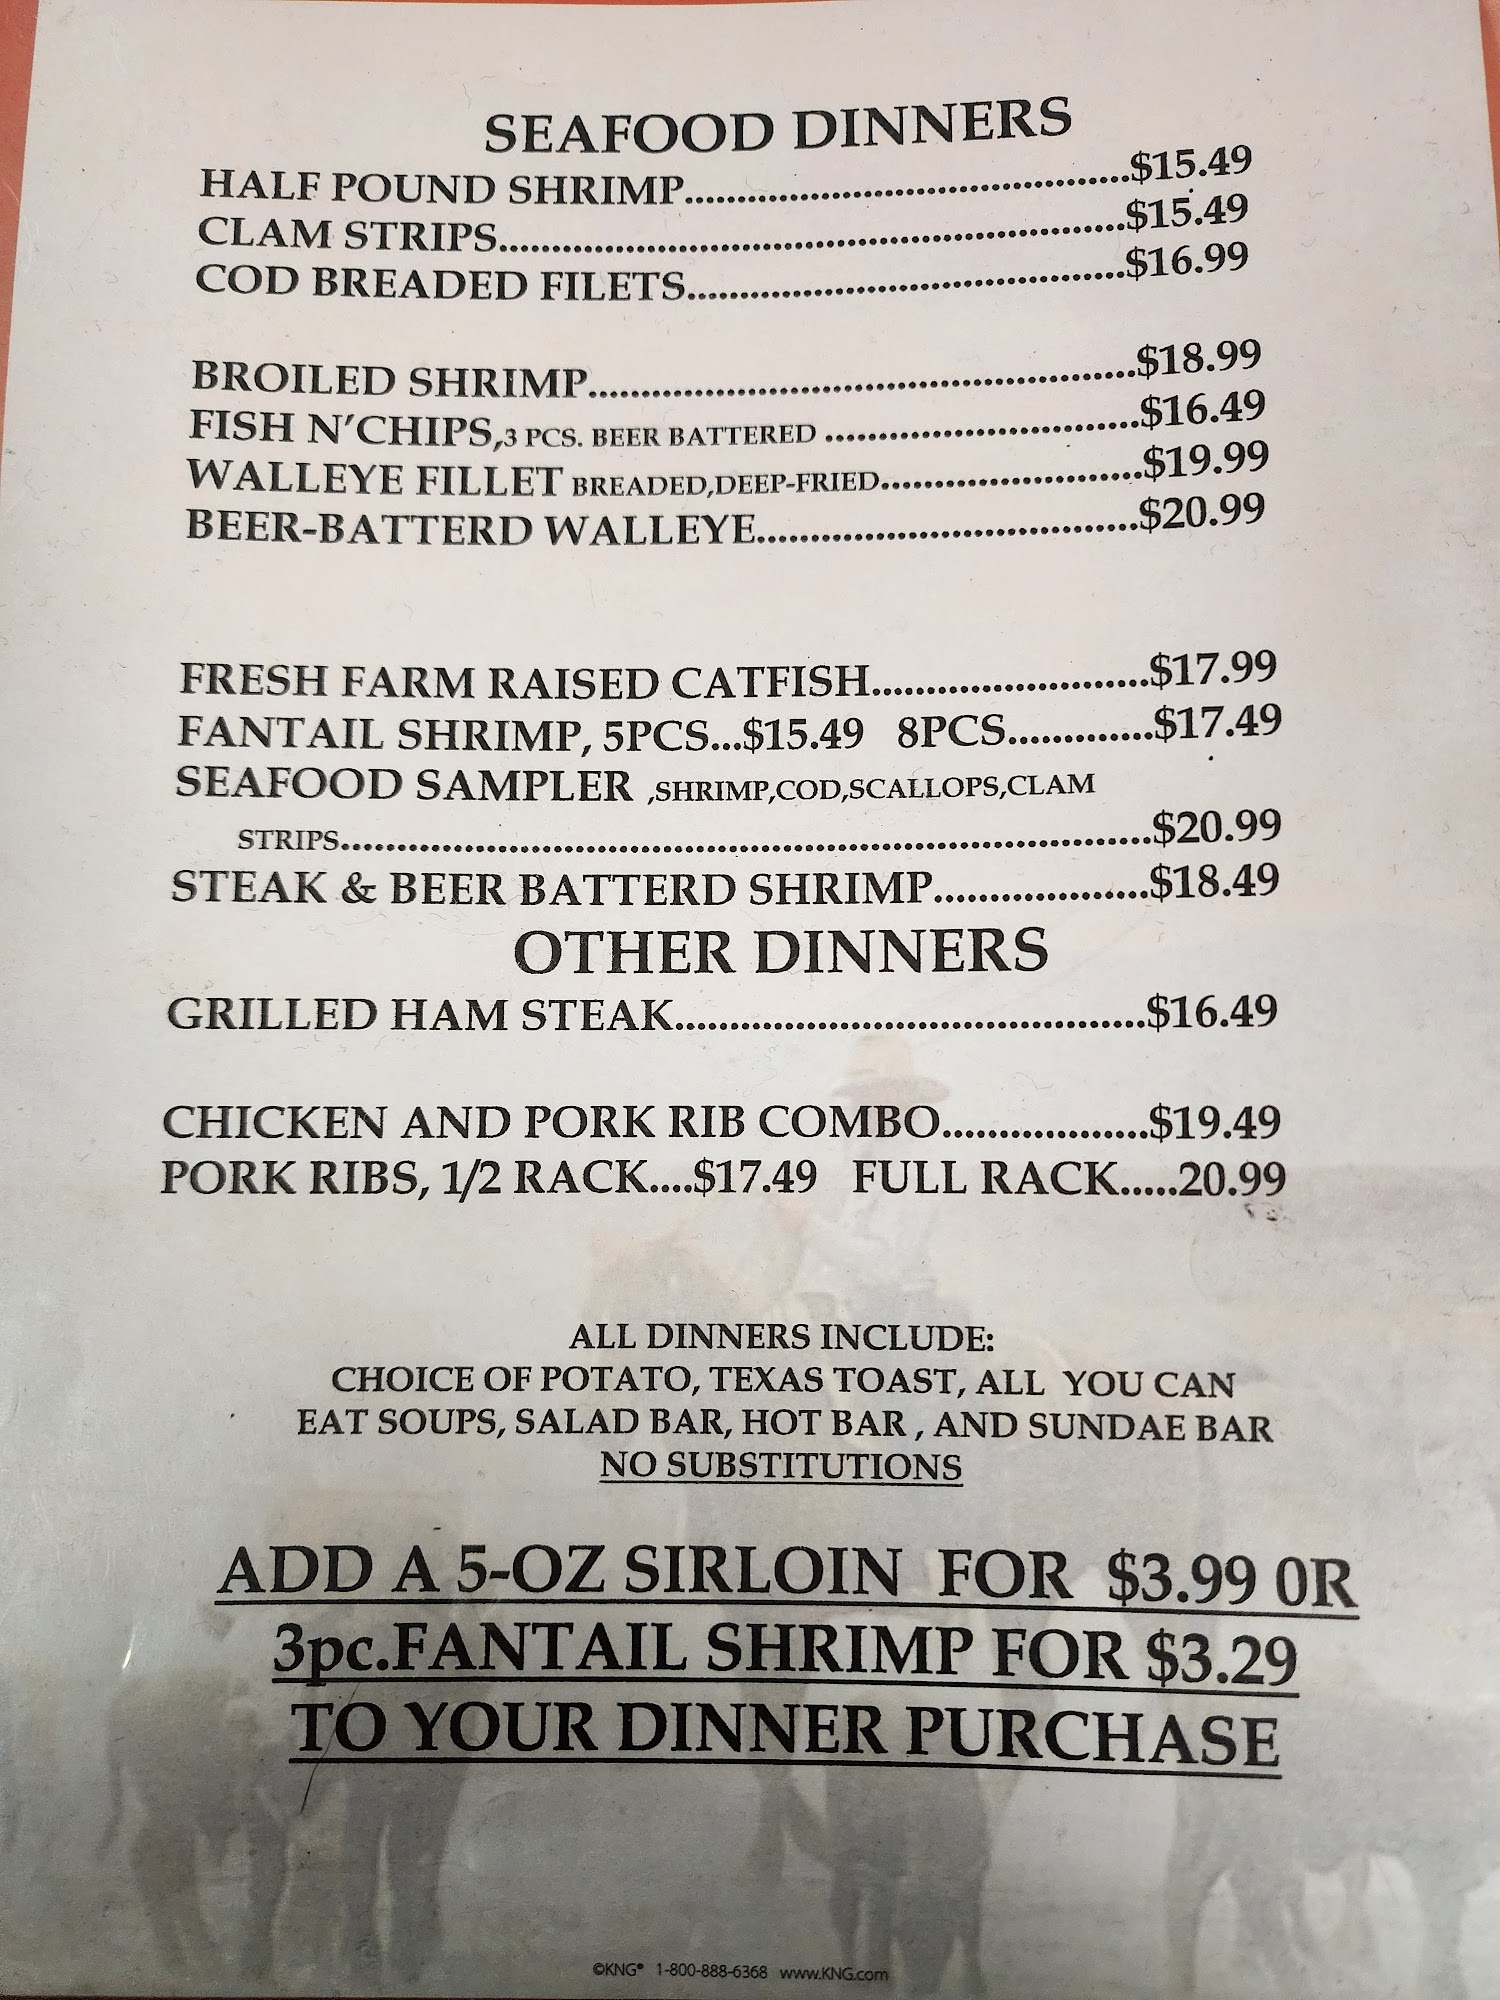 SEAFOOD DINNERS
HALF POUND SHRIMP..........................................$15.49
CLAM STRIPS...........................................................$15.49
COD BREADED FILETS.........................................$16.99
BROILED SHRIMP...................................................$18.99
FISH N'CHIPS,3 PCS. BEER BATTERED ..............................$16.49
WALLEYE FILLET BREADED,DEEP-FRIED.........................$19.99
BEER-BATTERD WALLEYE....................................$20.99
FRESH FARM RAISED CATFISH..........................$17.99
FANTAIL SHRIMP, 5PCS...$15.49 8PCS.............$17.49
SEAFOOD SAMPLER ,SHRIMP,COD,SCALLOPS,CLAM
STRIPS...........................................................................$20.99
STEAK & BEER BATTERD SHRIMP....................$18.49
OTHER DINNERS
GRILLED HAM STEAK...........................................$16.49
CHICKEN AND PORK RIB COMBO...................$19.49
PORK RIBS, 1/2 RACK....$17.49 FULL RACK.....20.99
ALL DINNERS INCLUDE:
CHOICE OF POTATO, TEXAS TOAST, ALL YOU CAN
EAT SOUPS, SALAD BAR, HOT BAR , AND SUNDAE BAR
NO SUBSTITUTIONS
ADD A 5-OZ SIRLOIN FOR $3.99 0R
3pc.FANTAIL SHRIMP FOR $3.29
TO YOUR DINNER PURCHASE
©KNG® 1-800-888-6368 www.KNG.com